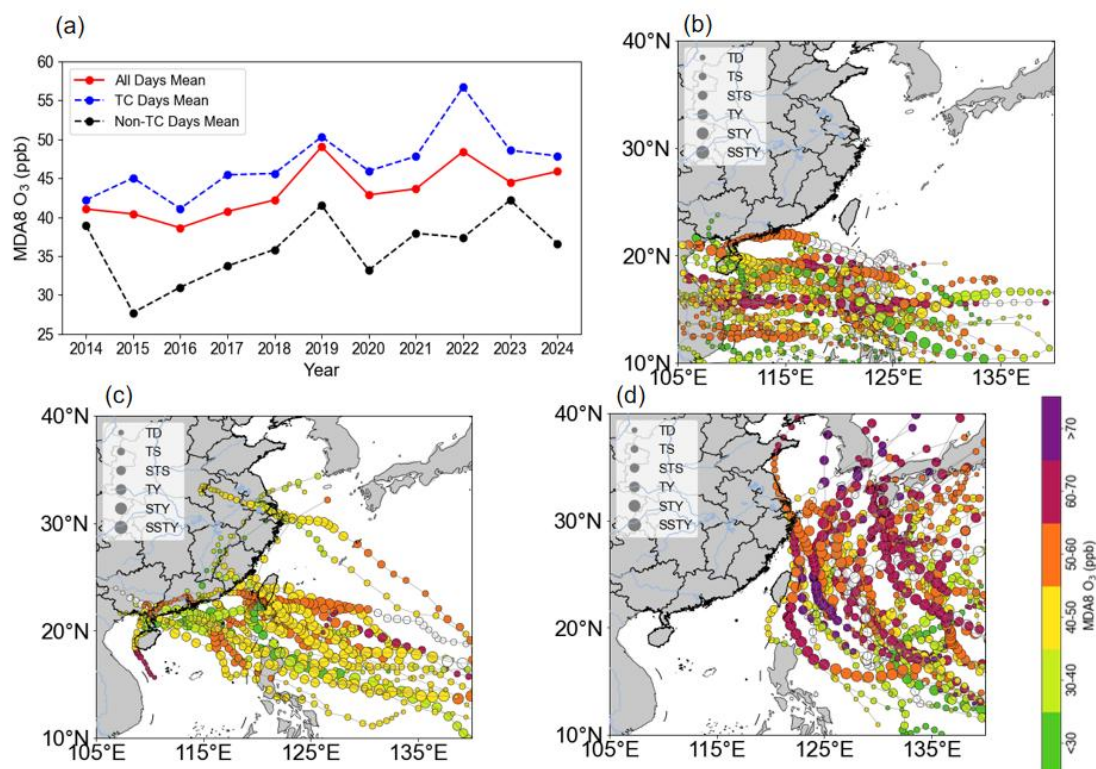 (a)
MDA8 O3 (ppb)
60
55
50
45
40
35
30
25
All Days Mean
TC Days Mean
Non-TC Days Mean
2014 2015 2016 2017 2018 2019 2020 2021 2022 2023 2024
Year
(b)
40°N
30°N
20°N
10°N
TD
TS
STS
TY
STY
SSTY
105°E 115°E 125°E 135°E
(c)
40°N
30°N
20°N
10°N
TD
TS
STS
TY
STY
SSTY
105°E 115°E 125°E 135°E
(d)
40°N
30°N
20°N
10°N
TD
TS
STS
TY
STY
SSTY
105°E 115°E 125°E 135°E
>70
60-70
50-60
40-50
30-40
<30
MDA8 O3 (ppb)